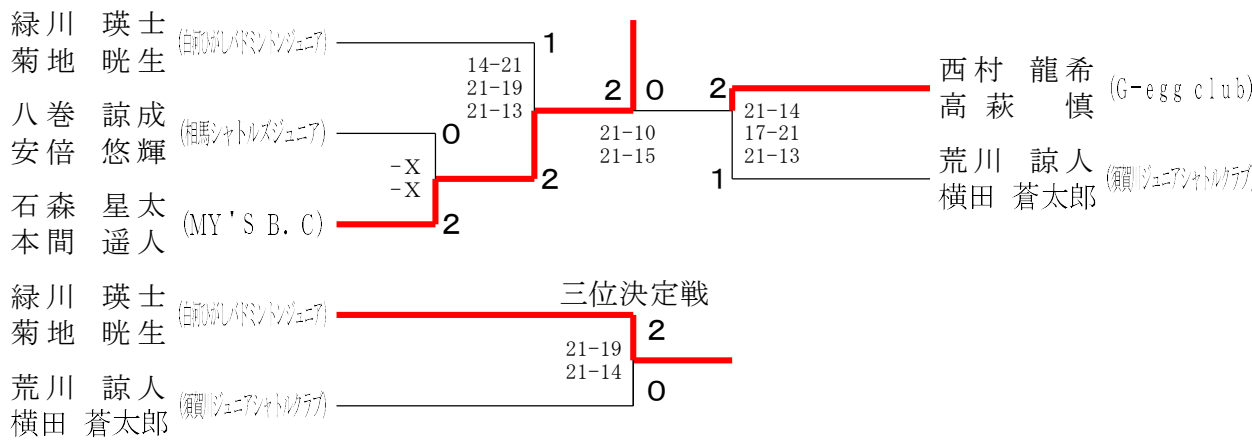 緑川 瑛士
菊地 晄生
(白河ひがしバドミントンジュニア)
1
14-21
21-19
21-13
八巻 諒成
安倍 悠輝
(相馬シャトルズジュニア)
0
-X
-X
2
石森 星太
本間 遥人
(MY'S B.C)
2
2 0
21-10
21-15
2
21-14
17-21
21-13
1
西村 龍希
高萩 慎
(G-egg club)
荒川 諒人
横田 蒼太郎
(須賀川ジュニアシャトルクラブ)
三位決定戦
緑川 瑛士
菊地 晄生
(白河ひがしバドミントンジュニア)
2
21-19
21-14
0
荒川 諒人
横田 蒼太郎
(須賀川ジュニアシャトルクラブ)